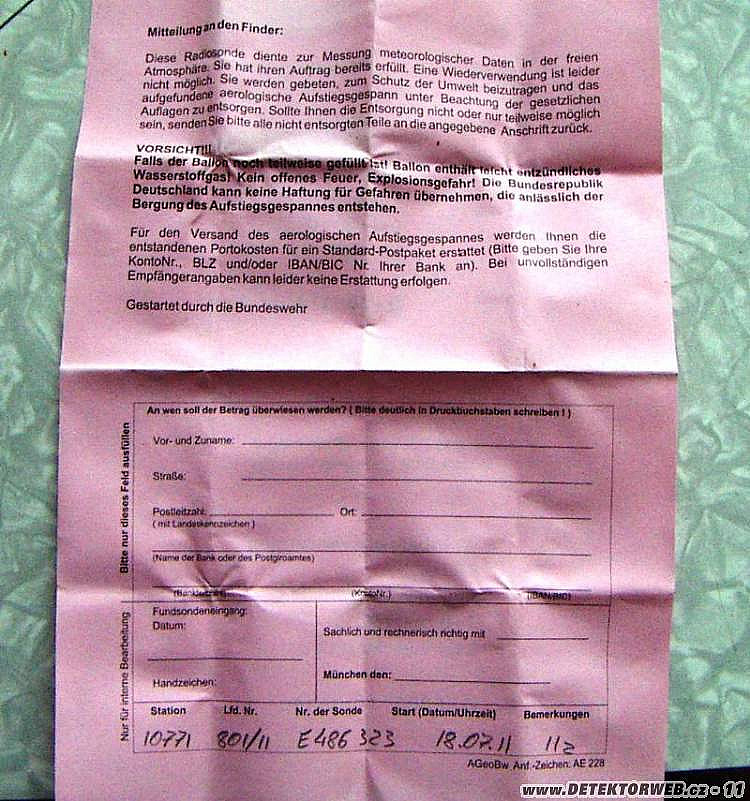 Mitteilung an den Finder:
Diese Radiosonde diente zur Messung meteorologischer Daten in der freien
Atmosphäre. Sie hat ihren Auftrag bereits erfüllt. Eine Wiederverwendung ist leider
nicht möglich. Sie werden gebeten, zum Schutz der Umwelt beizutragen und das
aufgefundene aerologische Aufstiegsgespann unter Beachtung der gesetzlichen
Auflagen zu entsorgen. Sollte Ihnen die Entsorgung nicht oder nur teilweise möglich
sein, senden Sie bitte alle nicht entsorgten Teile an die angegebene Anschrift zurück.
VORSICHT!!!
Falls der Ballon noch teilweise gefüllt ist! Ballon enthält leicht entzündliches
Wasserstoffgas! Kein offenes Feuer, Explosionsgefahr! Die Bundesrepublik
Deutschland kann keine Haftung für Gefahren übernehmen, die anlässlich der
Bergung des Aufstiegsgespannes entstehen.
Für den Versand des aerologischen Aufstiegsgespannes werden Ihnen die
entstandenen Portokosten für ein Standard-Postpaket erstattet (Bitte geben Sie Ihre
KontoNr., BLZ und/oder IBAN/BIC Nr. Ihrer Bank an). Bei unvollständigen
Empfängerangaben kann leider keine Erstattung erfolgen.
Gestartet durch die Bundeswehr
Bitte nur dieses Feld ausfüllen
An wen soll der Betrag überwiesen werden? ( Bitte deutlich in Druckbuchstaben schreiben ! )
Vor- und Zuname:
Straße:
Postleitzahl: Ort:
( mit Landeskennzeichen )
(Name der Bank oder des Postgiroamtes)
(Bankleitzahl) (KontoNr.) (IBAN/BIC)
Nur für interne Bearbeitung
Fundsondeneingang:
Datum:
Sachlich und rechnerisch richtig mit
München den:
Handzeichen:
Station Lfd. Nr. Nr. der Sonde Start (Datum/Uhrzeit) Bemerkungen
10771 801/11 E486 323 18.07.11 11z
AGeoBw Anf.-Zeichen: AE 228
www.DETEKTORWEB.cz - 11